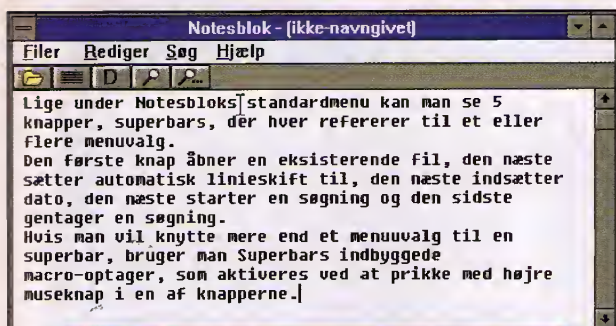 Notesblok - (ikke-navngivet)
Filer Rediger Søg Hjælp
D
Lige under Notesbloks standardmenu kan man se 5
knapper, superbars, der hver refererer til et eller
flere menuvalg.
Den første knap åbner en eksisterende fil, den næste
sætter automatisk linieskift til, den næste indsætter
dato, den næste starter en søgning og den sidste
gentager en søgning.
Hvis man vil knytte mere end et menuuvalg til en
superbar, bruger man Superbars indbyggede
macro-optager, som aktiveres ved at prikke med højre
museknap i en af knapperne.